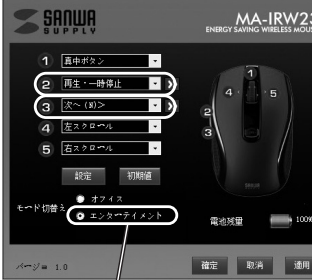 SANWA
SUPPLY
MA-IRW23
ENERGY SAVING WIRELESS MOUS
1 真中ボタン
2 再生・一時停止
3 次へ (N)>
4 左スクロール
5 右スクロール
設定 初期値
モード切替え
オフィス
エンターテイメント
1
4 5
2
3
SANWA
電池残量 100%
バージョン 1.0
確定 取消 適用